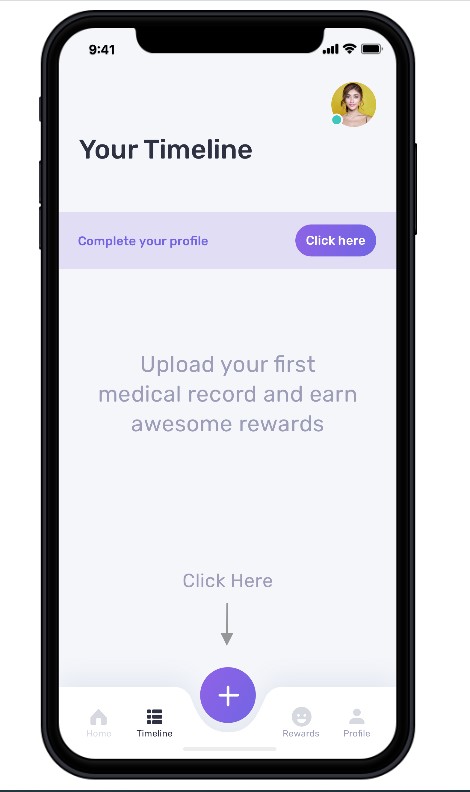 9:41
Your Timeline
Complete your profile
Click here
Upload your first
medical record and earn
awesome rewards
Click Here
Home
Timeline
Rewards
Profile